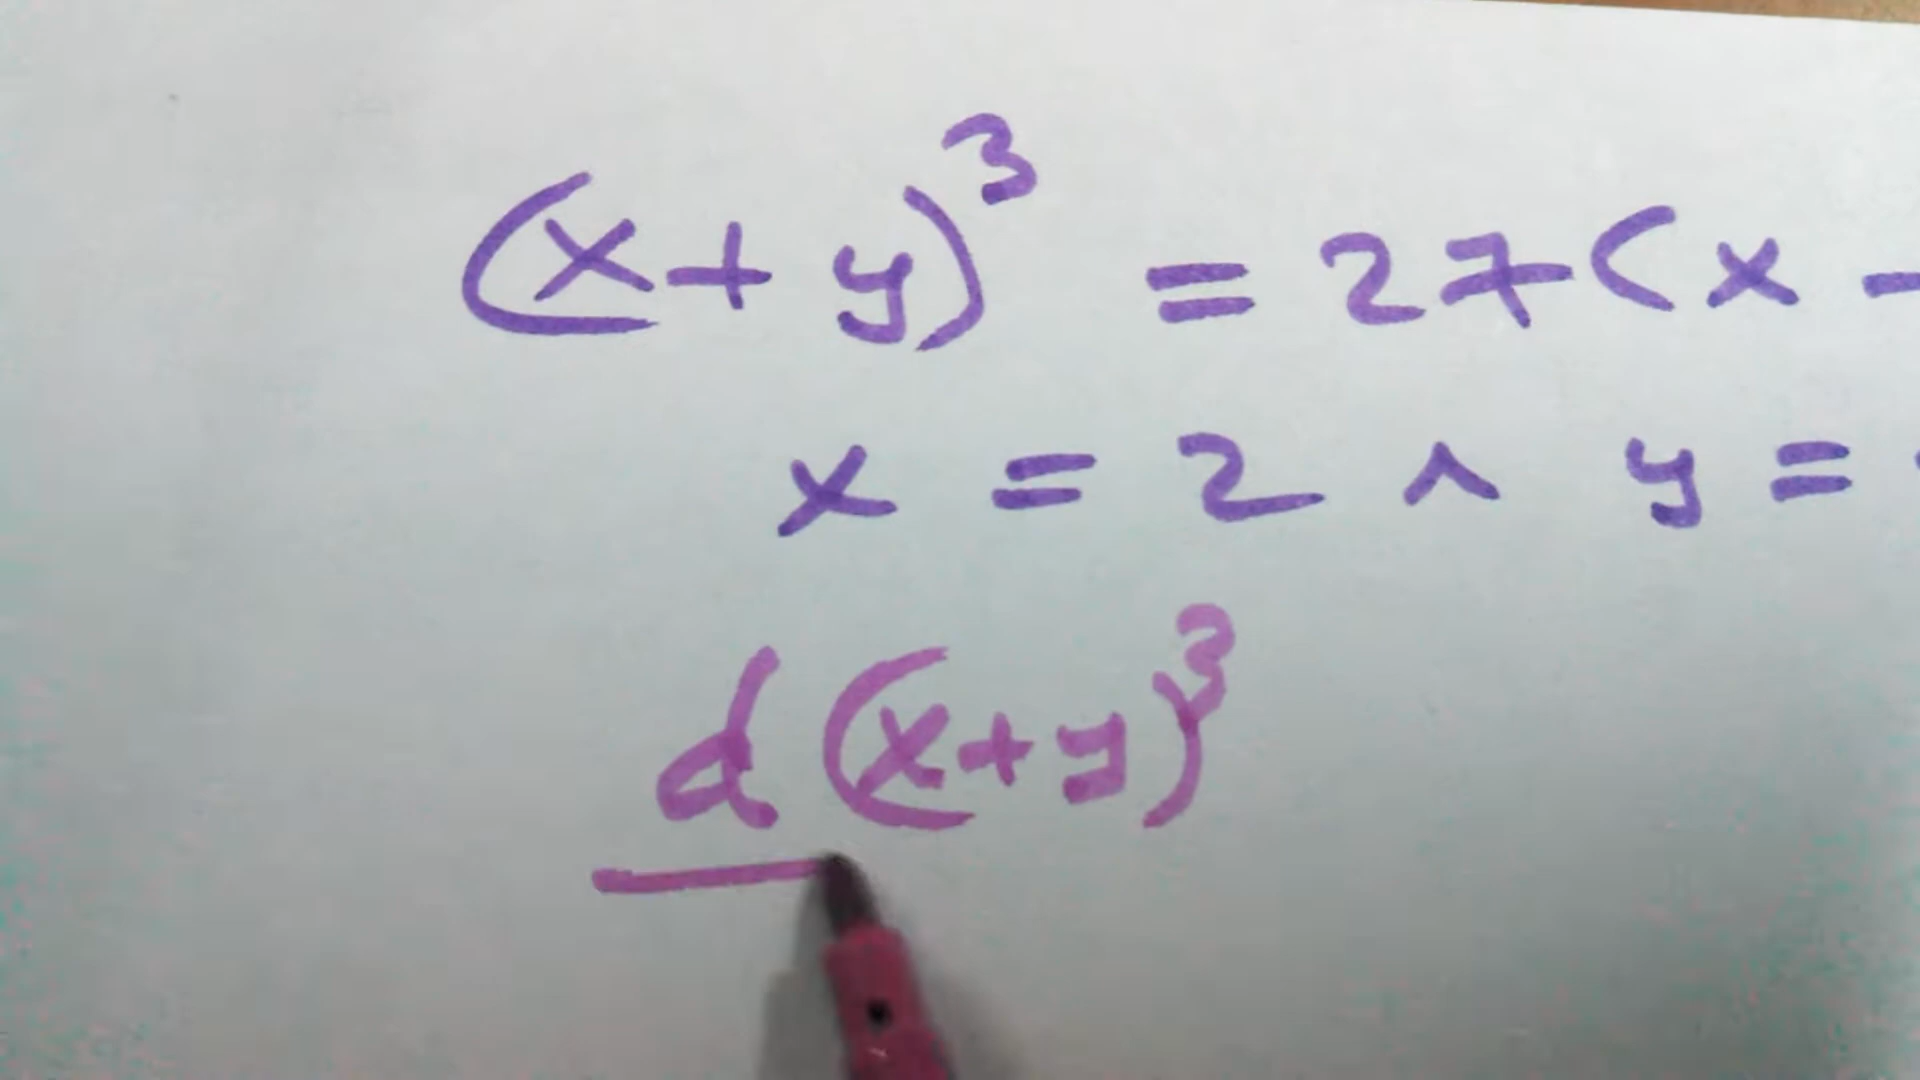 (x+y)³ = 27(x -
x = 2 ∧ y =
d(x+y)³